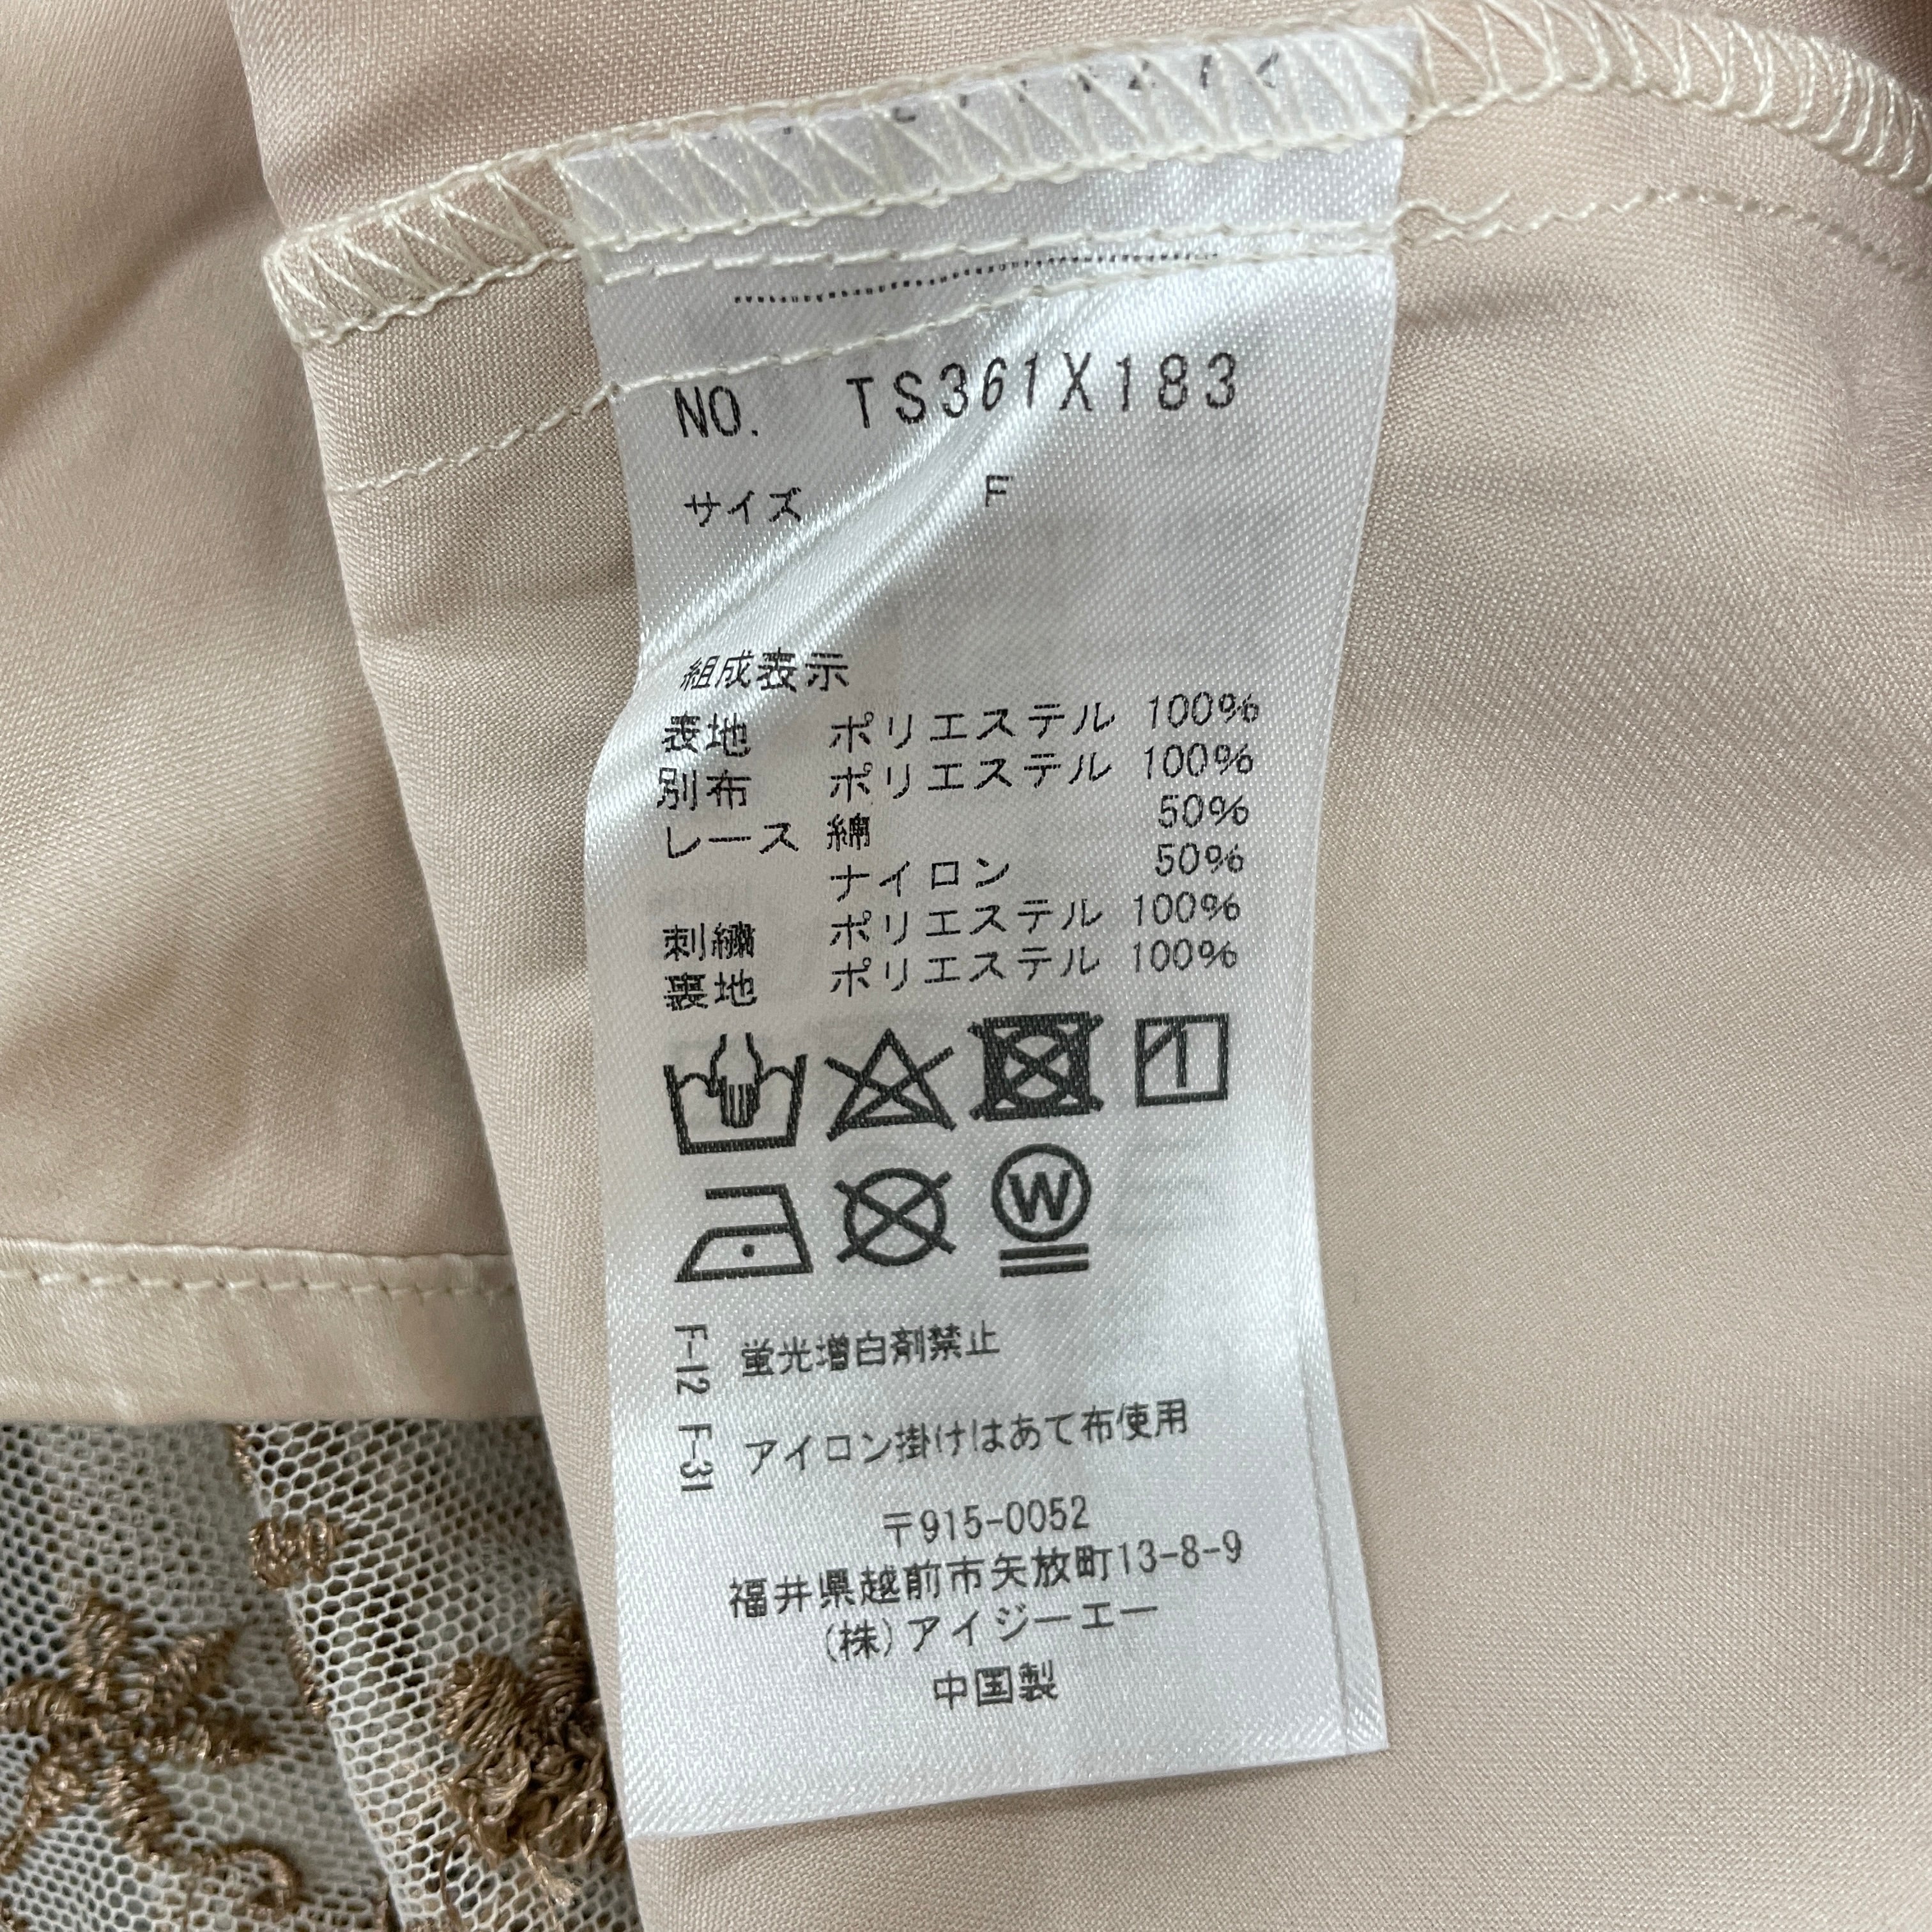 NO. TS361X183
サイズ F
組成表示
表地 ポリエステル 100%
別布 ポリエステル 100%
レース 綿 50%
ナイロン 50%
刺繍 ポリエステル 100%
裏地 ポリエステル 100%
W
F-12 蛍光増白剤禁止
F-31 アイロン掛けはあて布使用
〒915-0052
福井県越前市矢放町13-8-9
(株)アイジーエー
中国製